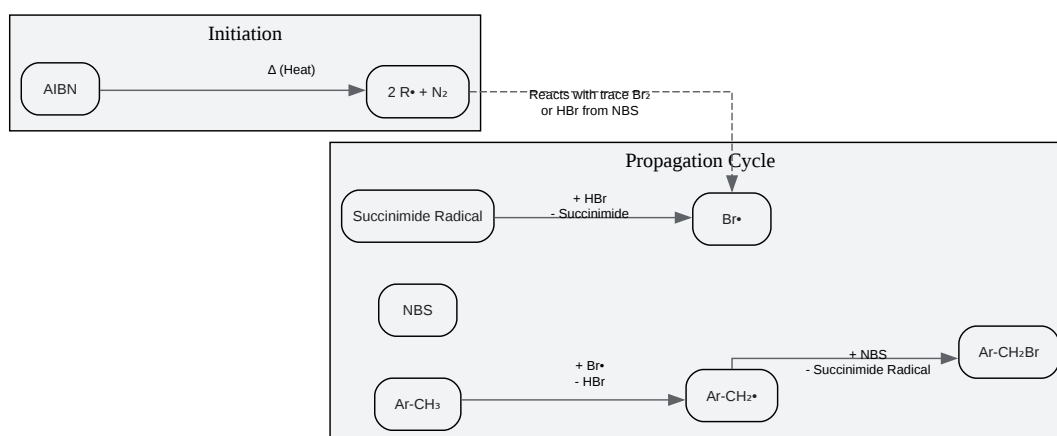 Initiation
AIBN
Δ (Heat)
2 R• + N₂
Reacts with trace Br₂
or HBr from NBS
Propagation Cycle
Succinimide Radical
+ HBr
- Succinimide
Br•
NBS
Ar-CH₃
+ Br•
- HBr
Ar-CH₂•
+ NBS
- Succinimide Radical
Ar-CH₂Br